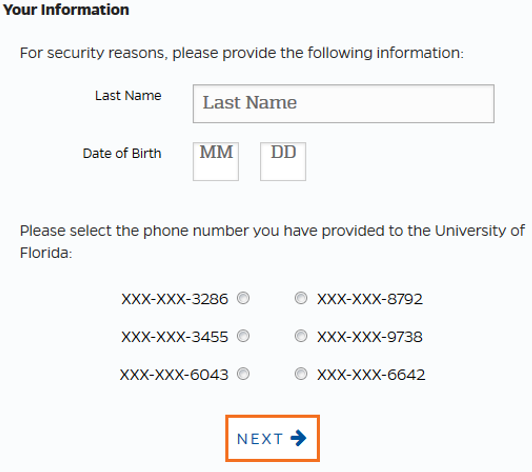 Your Information
For security reasons, please provide the following information:
Last Name
Last Name
Date of Birth MM DD
Please select the phone number you have provided to the University of
Florida:
XXX-XXX-3286 XXX-XXX-8792
XXX-XXX-3455 XXX-XXX-9738
XXX-XXX-6043 XXX-XXX-6642
NEXT